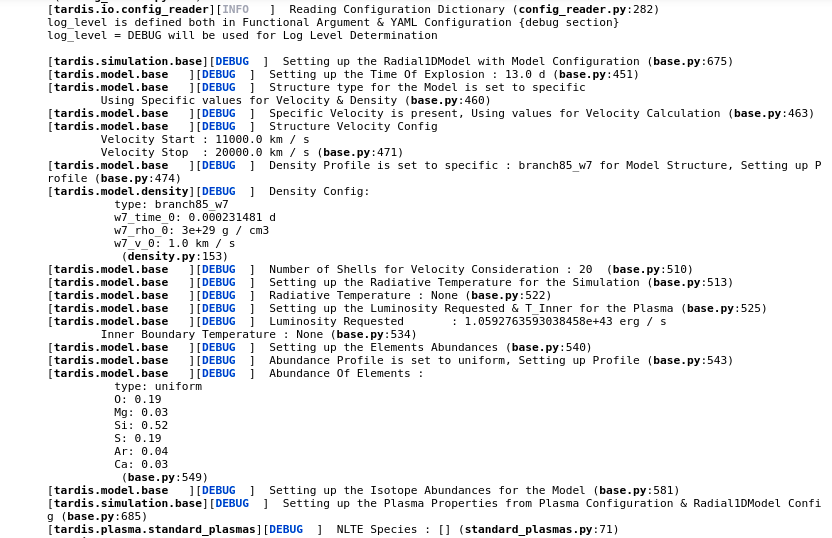 [tardis.io.config_reader][INFO   ]  Reading Configuration Dictionary (config_reader.py:282)
log_level is defined both in Functional Argument & YAML Configuration {debug section}
log_level = DEBUG will be used for Log Level Determination
[tardis.simulation.base][DEBUG  ]  Setting up the Radial1DModel with Model Configuration (base.py:675)
[tardis.model.base   ][DEBUG  ]  Setting up the Time Of Explosion : 13.0 d (base.py:451)
[tardis.model.base   ][DEBUG  ]  Structure type for the Model is set to specific
Using Specific values for Velocity & Density (base.py:460)
[tardis.model.base   ][DEBUG  ]  Specific Velocity is present, Using values for Velocity Calculation (base.py:463)
[tardis.model.base   ][DEBUG  ]  Structure Velocity Config
Velocity Start : 11000.0 km / s
Velocity Stop  : 20000.0 km / s (base.py:471)
[tardis.model.base   ][DEBUG  ]  Density Profile is set to specific : branch85_w7 for Model Structure, Setting up P
rofile (base.py:474)
[tardis.model.density][DEBUG  ]  Density Config:
type: branch85_w7
w7_time_0: 0.000231481 d
w7_rho_0: 3e+29 g / cm3
w7_v_0: 1.0 km / s
(density.py:153)
[tardis.model.base   ][DEBUG  ]  Number of Shells for Velocity Consideration : 20  (base.py:510)
[tardis.model.base   ][DEBUG  ]  Setting up the Radiative Temperature for the Simulation (base.py:513)
[tardis.model.base   ][DEBUG  ]  Radiative Temperature : None (base.py:522)
[tardis.model.base   ][DEBUG  ]  Setting up the Luminosity Requested & T_Inner for the Plasma (base.py:525)
[tardis.model.base   ][DEBUG  ]  Luminosity Requested       : 1.0592763593038458e+43 erg / s
Inner Boundary Temperature : None (base.py:534)
[tardis.model.base   ][DEBUG  ]  Setting up the Elements Abundances (base.py:540)
[tardis.model.base   ][DEBUG  ]  Abundance Profile is set to uniform, Setting up Profile (base.py:543)
[tardis.model.base   ][DEBUG  ]  Abundance Of Elements :
type: uniform
O: 0.19
Mg: 0.03
Si: 0.52
S: 0.19
Ar: 0.04
Ca: 0.03
(base.py:549)
[tardis.model.base   ][DEBUG  ]  Setting up the Isotope Abundances for the Model (base.py:581)
[tardis.simulation.base][DEBUG  ]  Setting up the Plasma Properties from Plasma Configuration & Radial1DModel Confi
g (base.py:685)
[tardis.plasma.standard_plasmas][DEBUG  ]  NLTE Species : [] (standard_plasmas.py:71)